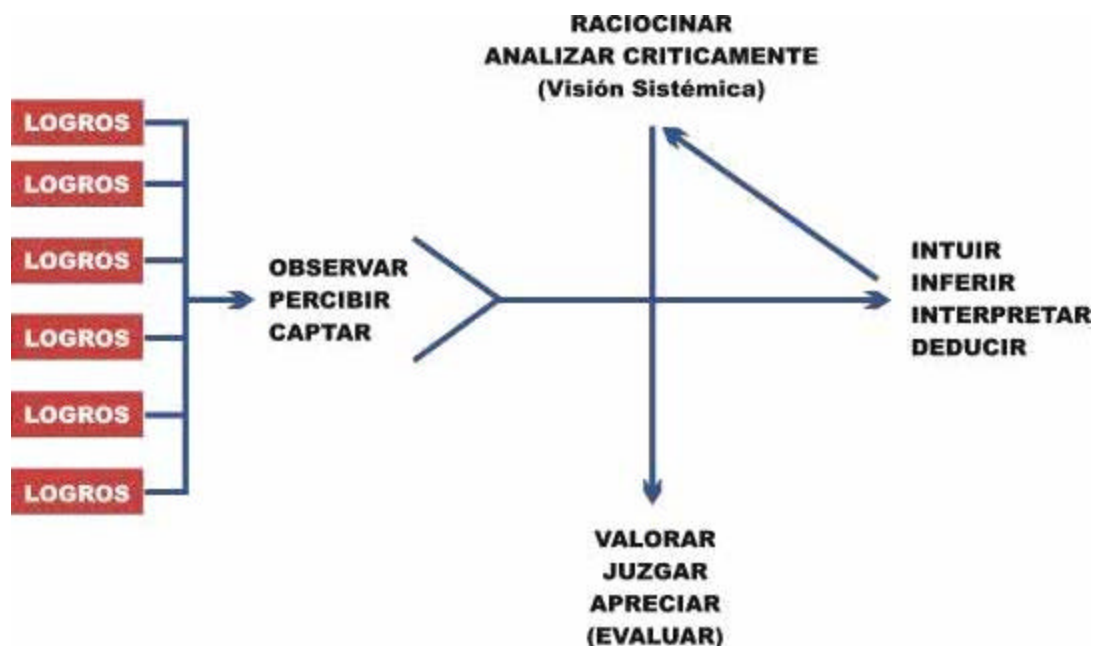 RACIOCINAR
ANALIZAR CRITICAMENTE
(Visión Sistémica)
LOGROS
LOGROS
LOGROS
LOGROS
LOGROS
LOGROS
OBSERVAR
PERCIBIR
CAPTAR
INTUIR
INFERIR
INTERPRETAR
DEDUCIR
VALORAR
JUZGAR
APRECIAR
(EVALUAR)